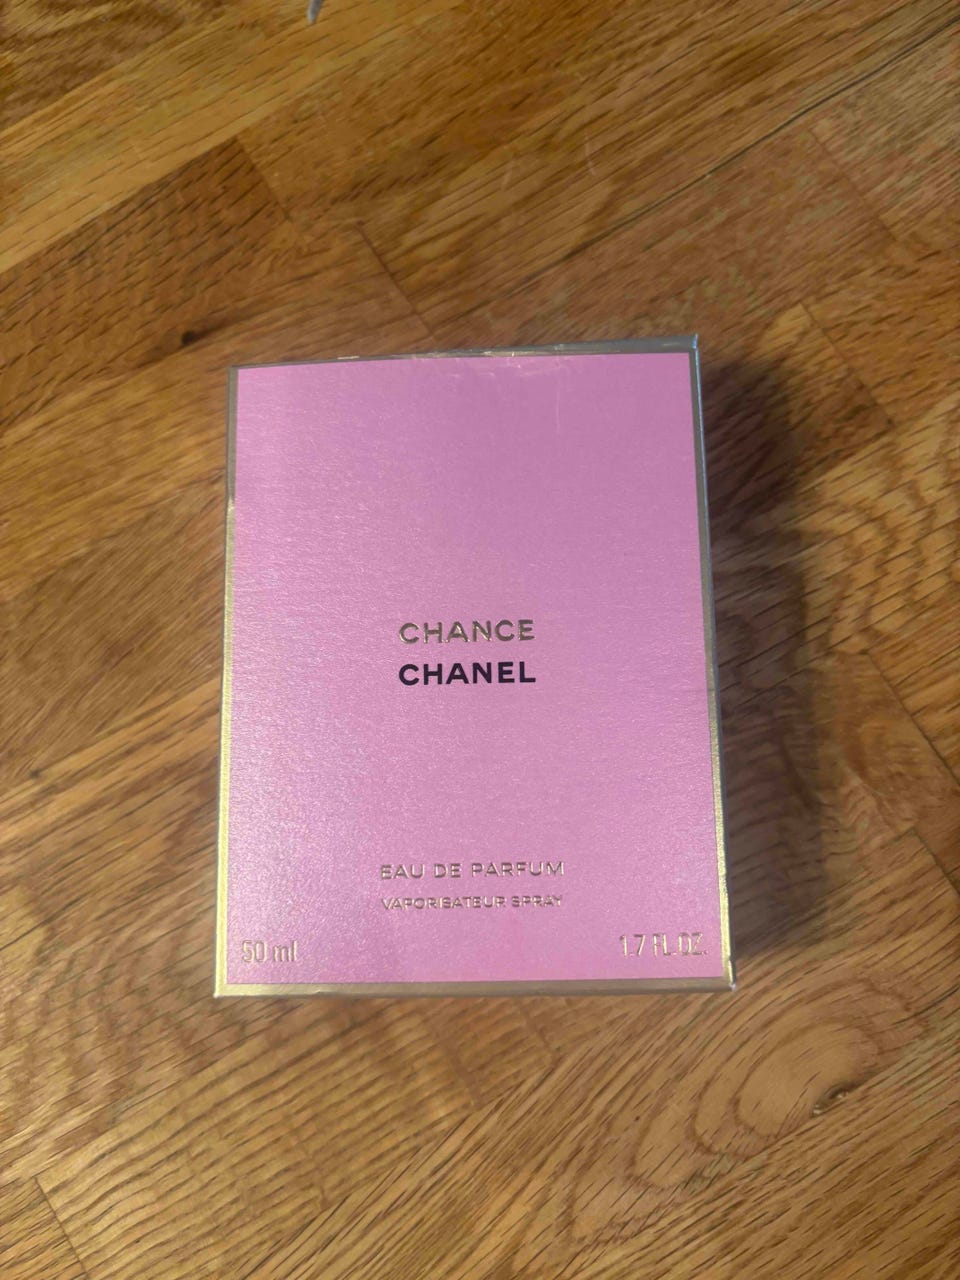 CHANCE
CHANEL
EAU DE PARFUM
VAPORISATEUR SPRAY
50 ml
1.7 FL. OZ.